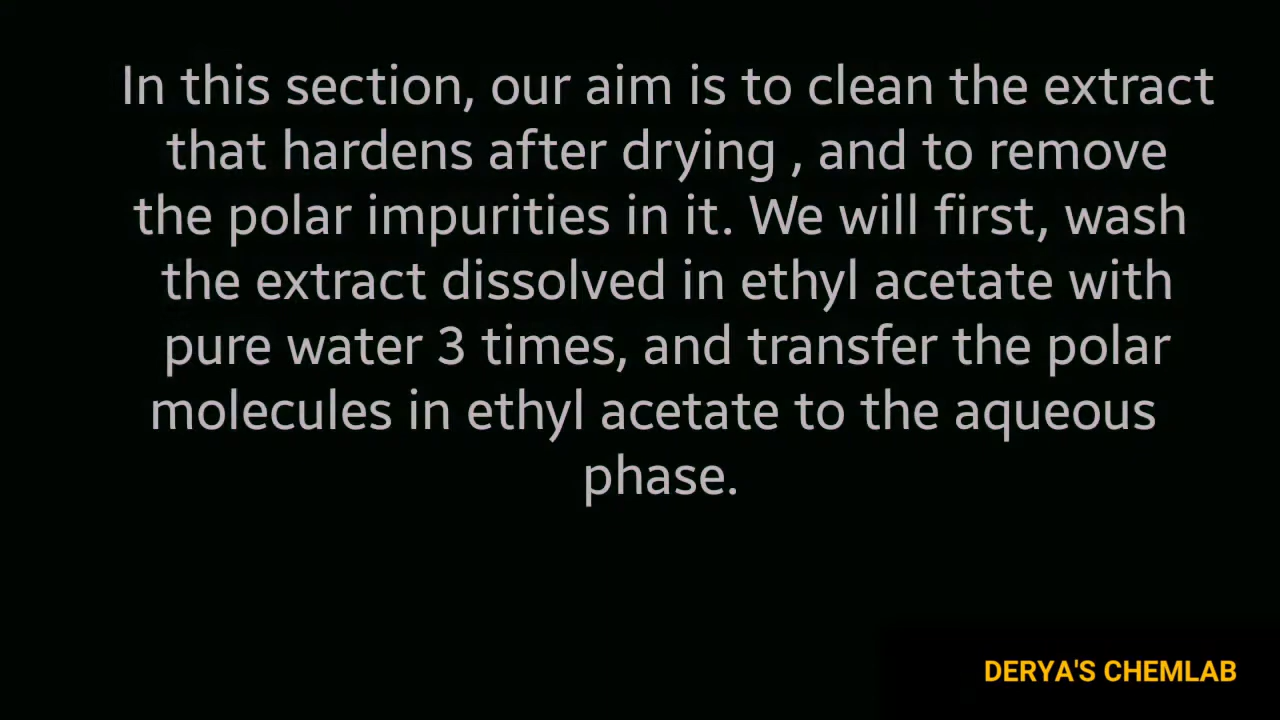 In this section, our aim is to clean the extract
that hardens after drying , and to remove
the polar impurities in it. We will first, wash
the extract dissolved in ethyl acetate with
pure water 3 times, and transfer the polar
molecules in ethyl acetate to the aqueous
phase.
DERYA'S CHEMLAB